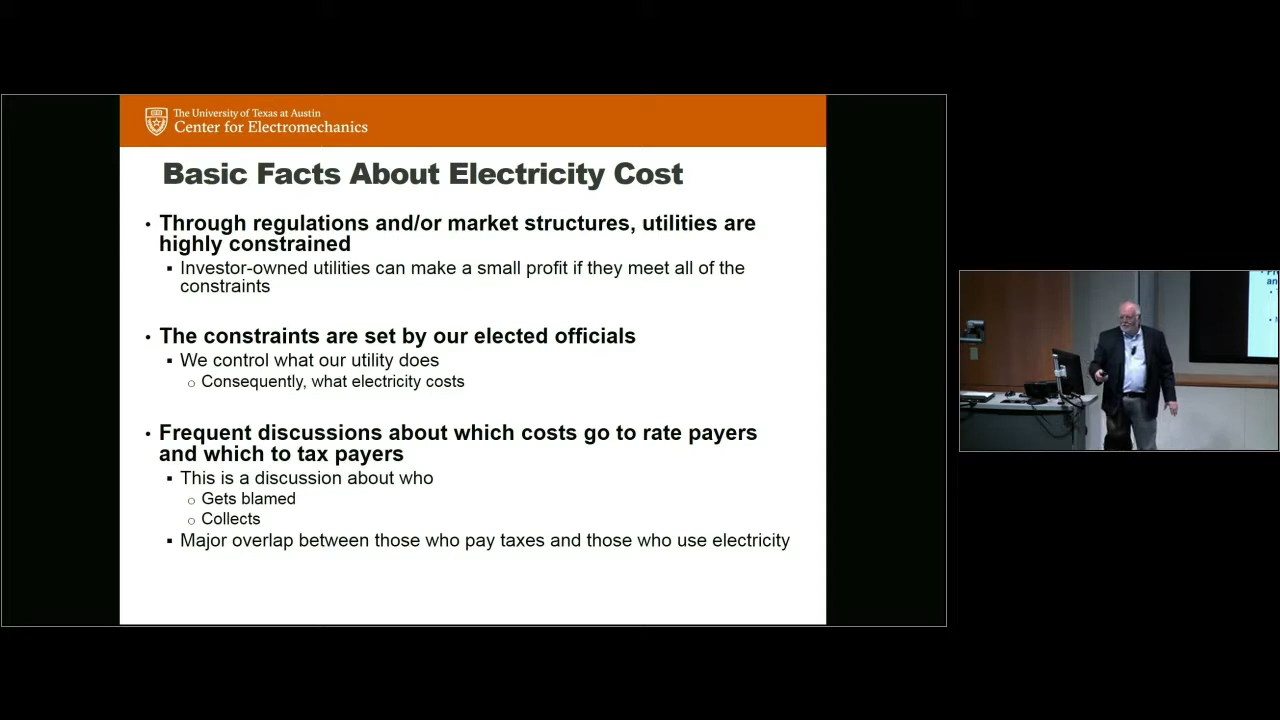 The University of Texas at Austin
Center for Electromechanics
Basic Facts About Electricity Cost
• Through regulations and/or market structures, utilities are
highly constrained
▪ Investor-owned utilities can make a small profit if they meet all of the
constraints
• The constraints are set by our elected officials
▪ We control what our utility does
○ Consequently, what electricity costs
• Frequent discussions about which costs go to rate payers
and which to tax payers
▪ This is a discussion about who
○ Gets blamed
○ Collects
▪ Major overlap between those who pay taxes and those who use electricity